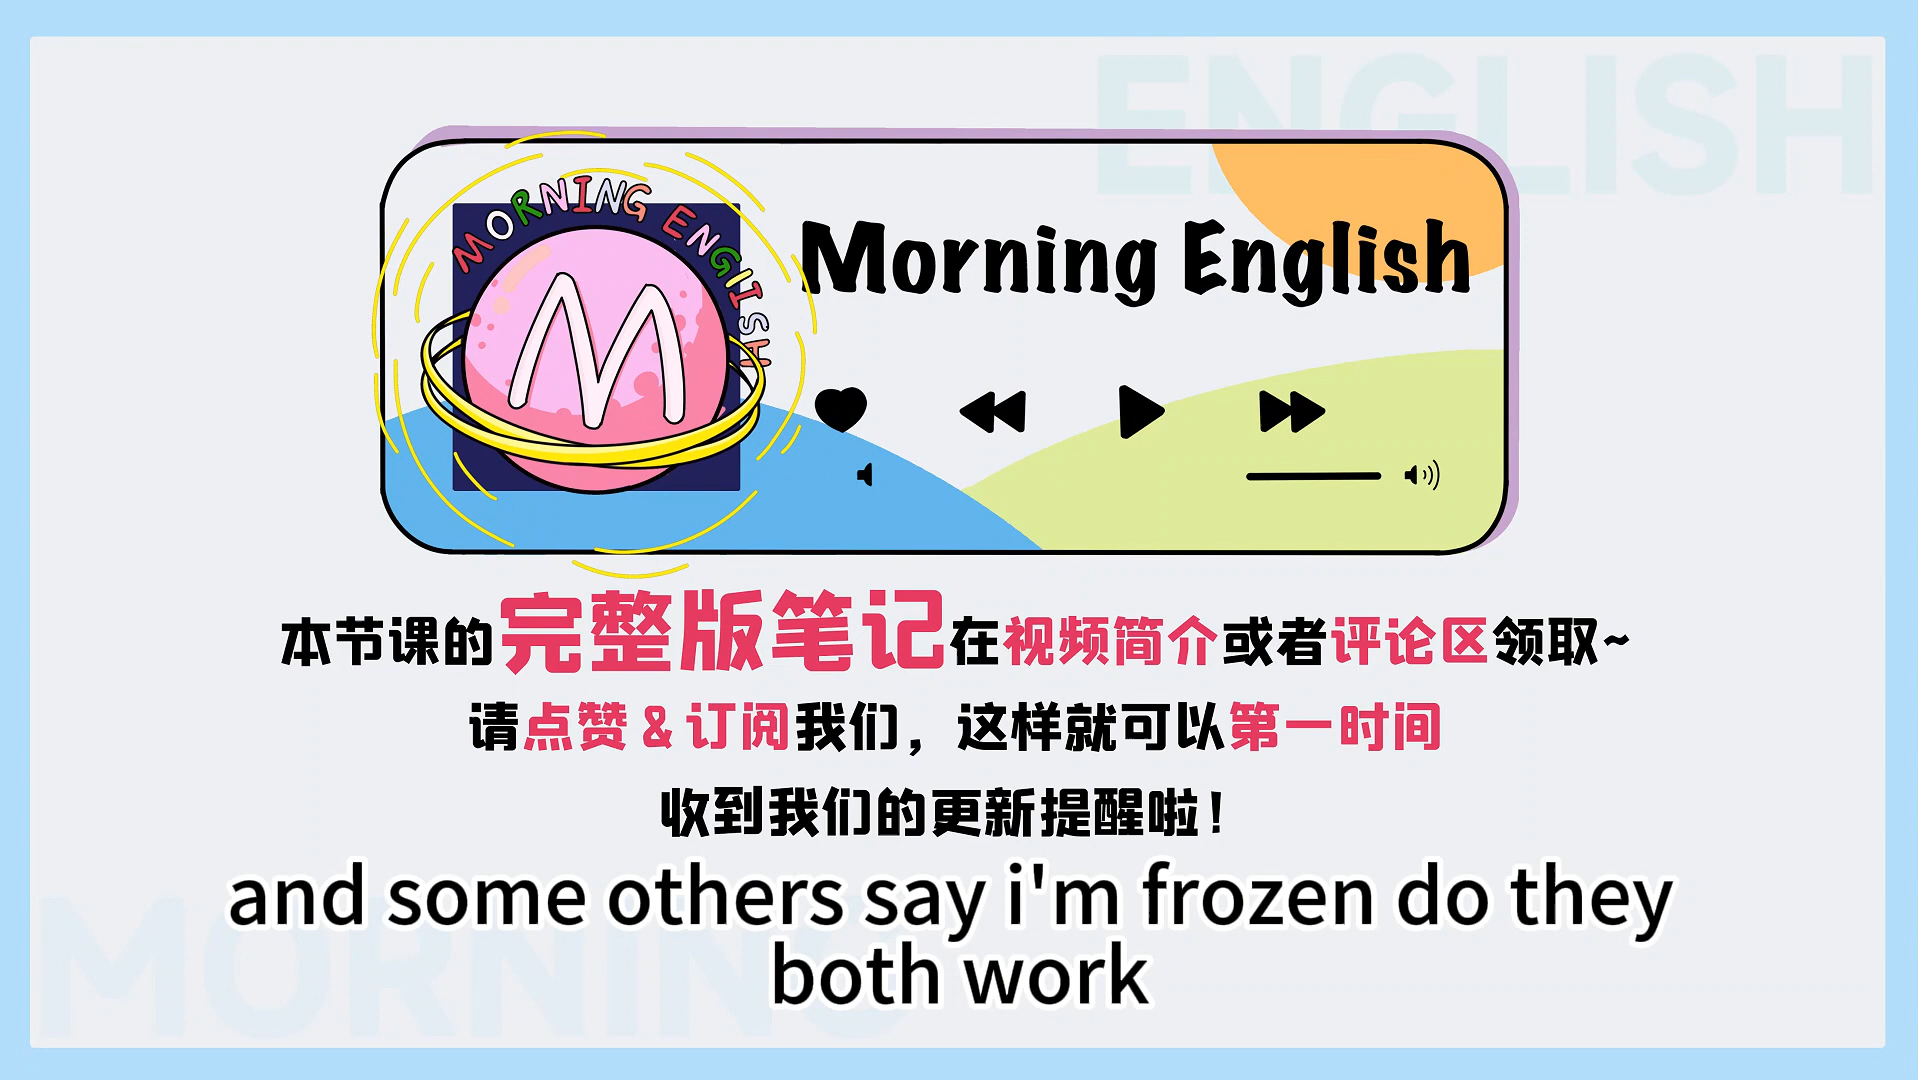 ENGLISH
MORNING ENGLISH
M
Morning English
本节课的完整版笔记在视频简介或者评论区领取~
请点赞&订阅我们，这样就可以第一时间
收到我们的更新提醒啦！
and some others say i'm frozen do they
both work
MORNING